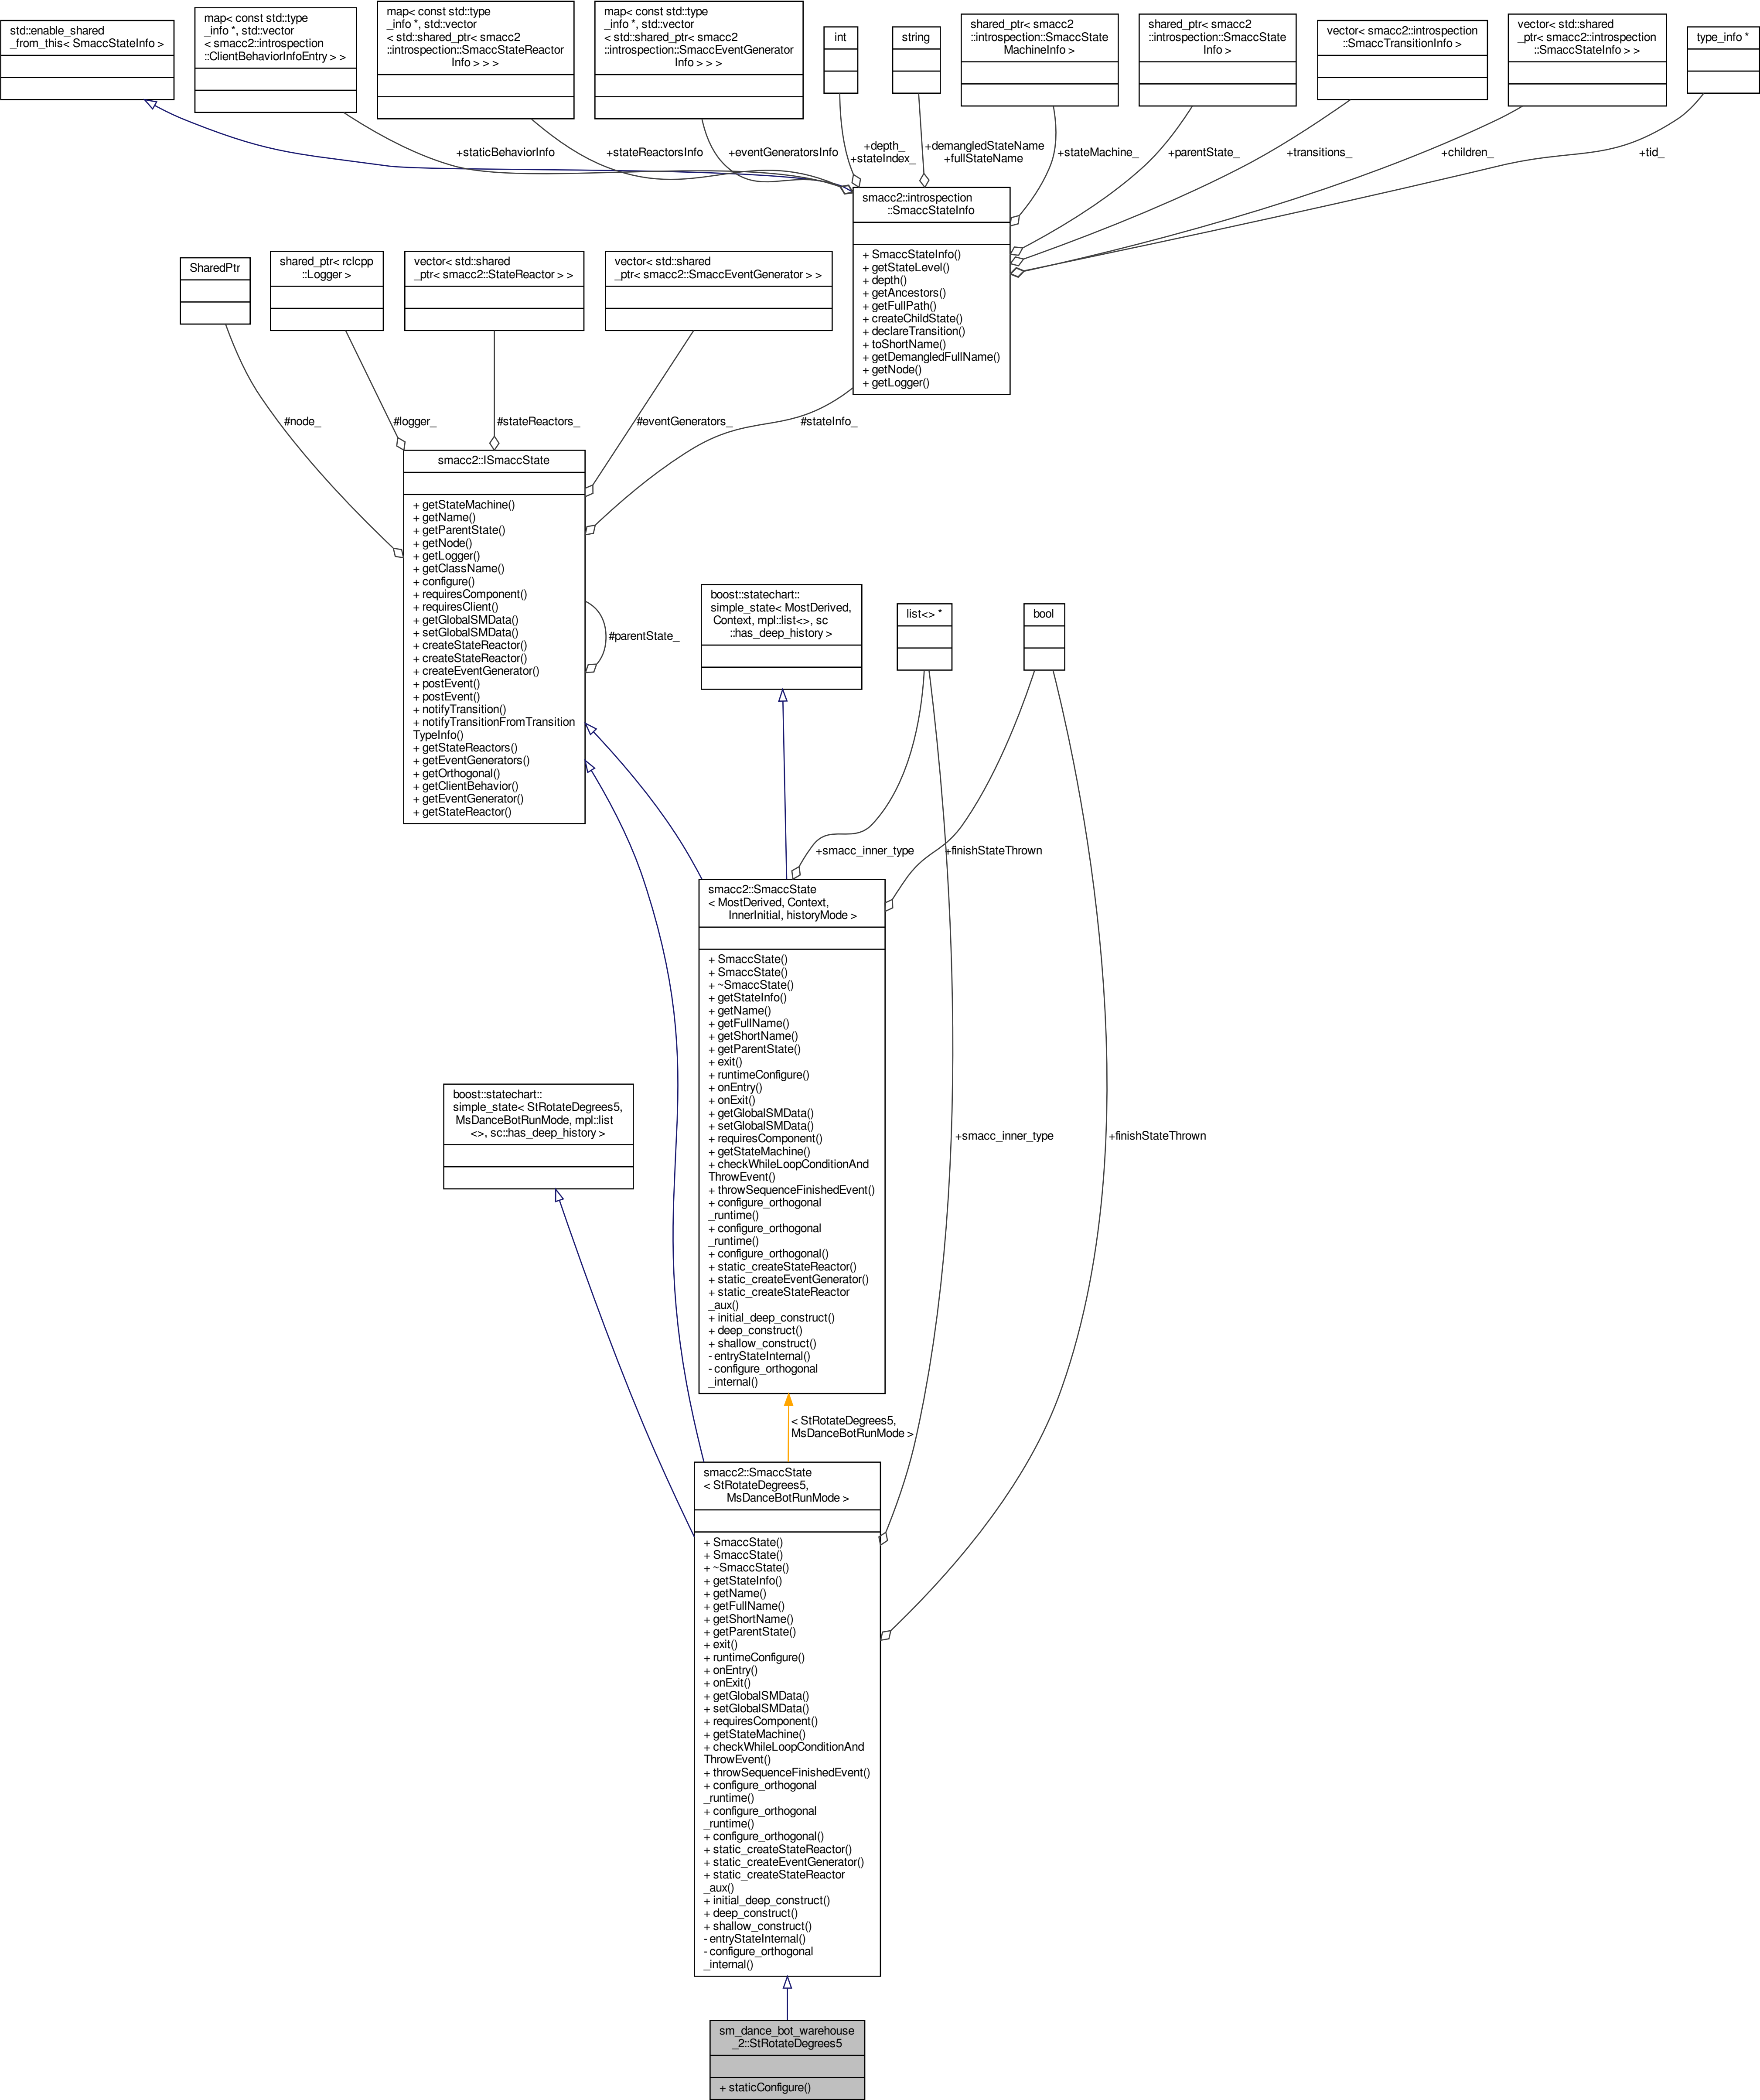 std::enable_shared
_from_this< SmaccStateInfo >
map< const std::type
_info *, std::vector
< smacc2::introspection
::ClientBehaviorInfoEntry > >
map< const std::type
_info *, std::vector
< std::shared_ptr< smacc2
::introspection::SmaccStateReactor
Info > > >
map< const std::type
_info *, std::vector
< std::shared_ptr< smacc2
::introspection::SmaccEventGenerator
Info > > >
int
string
shared_ptr< smacc2
::introspection::SmaccState
MachineInfo >
shared_ptr< smacc2
::introspection::SmaccState
Info >
vector< smacc2::introspection
::SmaccTransitionInfo >
vector< std::shared
_ptr< smacc2::introspection
::SmaccStateInfo > >
type_info *
+staticBehaviorInfo
+stateReactorsInfo
+eventGeneratorsInfo
+depth_
+stateIndex_
+demangledStateName
+fullStateName
+stateMachine_
+parentState_
+transitions_
+children_
+tid_
smacc2::introspection
::SmaccStateInfo
+ SmaccStateInfo()
+ getStateLevel()
+ depth()
+ getAncestors()
+ getFullPath()
+ createChildState()
+ declareTransition()
+ toShortName()
+ getDemangledFullName()
+ getNode()
+ getLogger()
SharedPtr
shared_ptr< rclcpp
::Logger >
vector< std::shared
_ptr< smacc2::StateReactor > >
vector< std::shared
_ptr< smacc2::SmaccEventGenerator > >
#node_
#logger_
#stateReactors_
#eventGenerators_
#stateInfo_
smacc2::ISmaccState
+ getStateMachine()
+ getName()
+ getParentState()
+ getNode()
+ getLogger()
+ getClassName()
+ configure()
+ requiresComponent()
+ requiresClient()
+ getGlobalSMData()
+ setGlobalSMData()
+ createStateReactor()
+ createStateReactor()
+ createEventGenerator()
+ postEvent()
+ postEvent()
+ notifyTransition()
+ notifyTransitionFromTransition
TypeInfo()
+ getStateReactors()
+ getEventGenerators()
+ getOrthogonal()
+ getClientBehavior()
+ getEventGenerator()
+ getStateReactor()
#parentState_
boost::statechart::
simple_state< MostDerived,
Context, mpl::list<>, sc
::has_deep_history >
list<> *
bool
+smacc_inner_type
+finishStateThrown
smacc2::SmaccState
< MostDerived, Context,
InnerInitial, historyMode >
+ SmaccState()
+ SmaccState()
+ ~SmaccState()
+ getStateInfo()
+ getName()
+ getFullName()
+ getShortName()
+ getParentState()
+ exit()
+ runtimeConfigure()
+ onEntry()
+ onExit()
+ getGlobalSMData()
+ setGlobalSMData()
+ requiresComponent()
+ getStateMachine()
+ checkWhileLoopConditionAnd
ThrowEvent()
+ throwSequenceFinishedEvent()
+ configure_orthogonal
_runtime()
+ configure_orthogonal
_runtime()
+ configure_orthogonal()
+ static_createStateReactor()
+ static_createEventGenerator()
+ static_createStateReactor
_aux()
+ initial_deep_construct()
+ deep_construct()
+ shallow_construct()
- entryStateInternal()
- configure_orthogonal
_internal()
boost::statechart::
simple_state< StRotateDegrees5,
MsDanceBotRunMode, mpl::list
<>, sc::has_deep_history >
+smacc_inner_type
+finishStateThrown
< StRotateDegrees5,
MsDanceBotRunMode >
smacc2::SmaccState
< StRotateDegrees5,
MsDanceBotRunMode >
+ SmaccState()
+ SmaccState()
+ ~SmaccState()
+ getStateInfo()
+ getName()
+ getFullName()
+ getShortName()
+ getParentState()
+ exit()
+ runtimeConfigure()
+ onEntry()
+ onExit()
+ getGlobalSMData()
+ setGlobalSMData()
+ requiresComponent()
+ getStateMachine()
+ checkWhileLoopConditionAnd
ThrowEvent()
+ throwSequenceFinishedEvent()
+ configure_orthogonal
_runtime()
+ configure_orthogonal
_runtime()
+ configure_orthogonal()
+ static_createStateReactor()
+ static_createEventGenerator()
+ static_createStateReactor
_aux()
+ initial_deep_construct()
+ deep_construct()
+ shallow_construct()
- entryStateInternal()
- configure_orthogonal
_internal()
sm_dance_bot_warehouse
_2::StRotateDegrees5
+ staticConfigure()